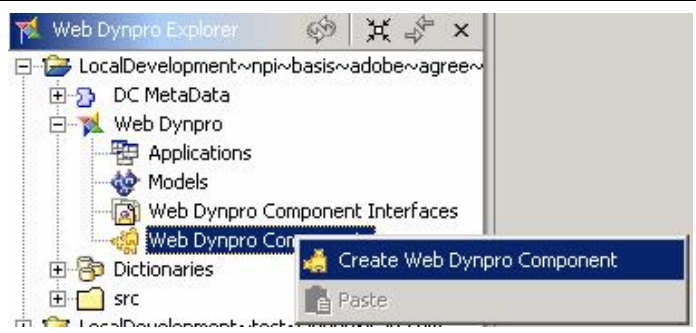 Web Dynpro Explorer
LocalDevelopment~npi~basis~adobe~agree~
DC MetaData
Web Dynpro
Applications
Models
Web Dynpro Component Interfaces
Web Dynpro
Create Web Dynpro Component
Dictionaries
src
Paste